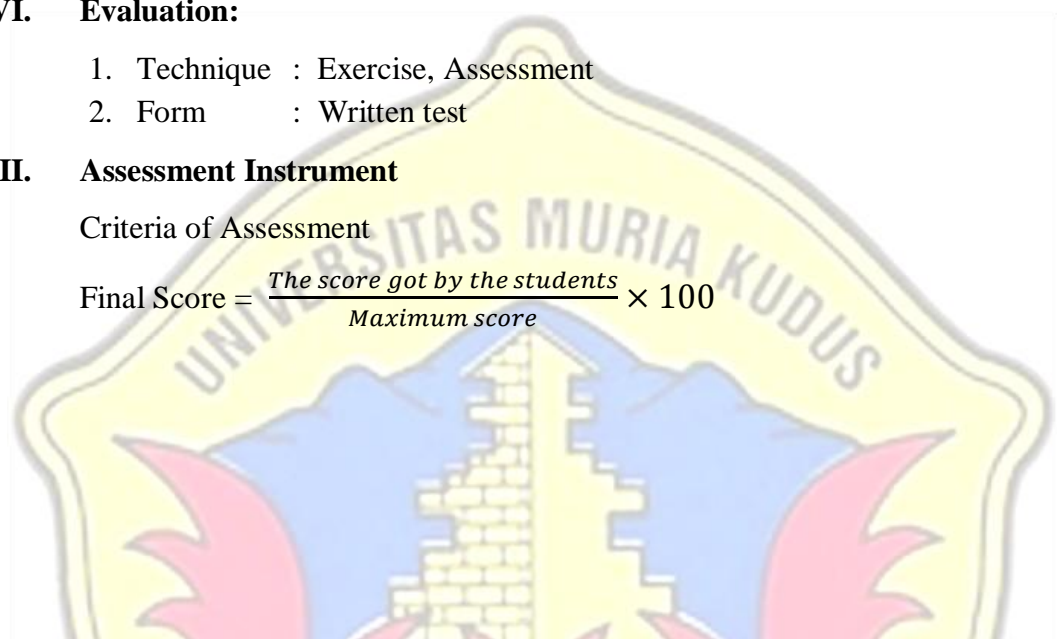 VI. Evaluation:
1. Technique : Exercise, Assessment
2. Form : Written test
II. Assessment Instrument
Criteria of Assessment
Final Score = The score got by the students / Maximum score × 100
UNIVERSITAS MURIA KUDUS